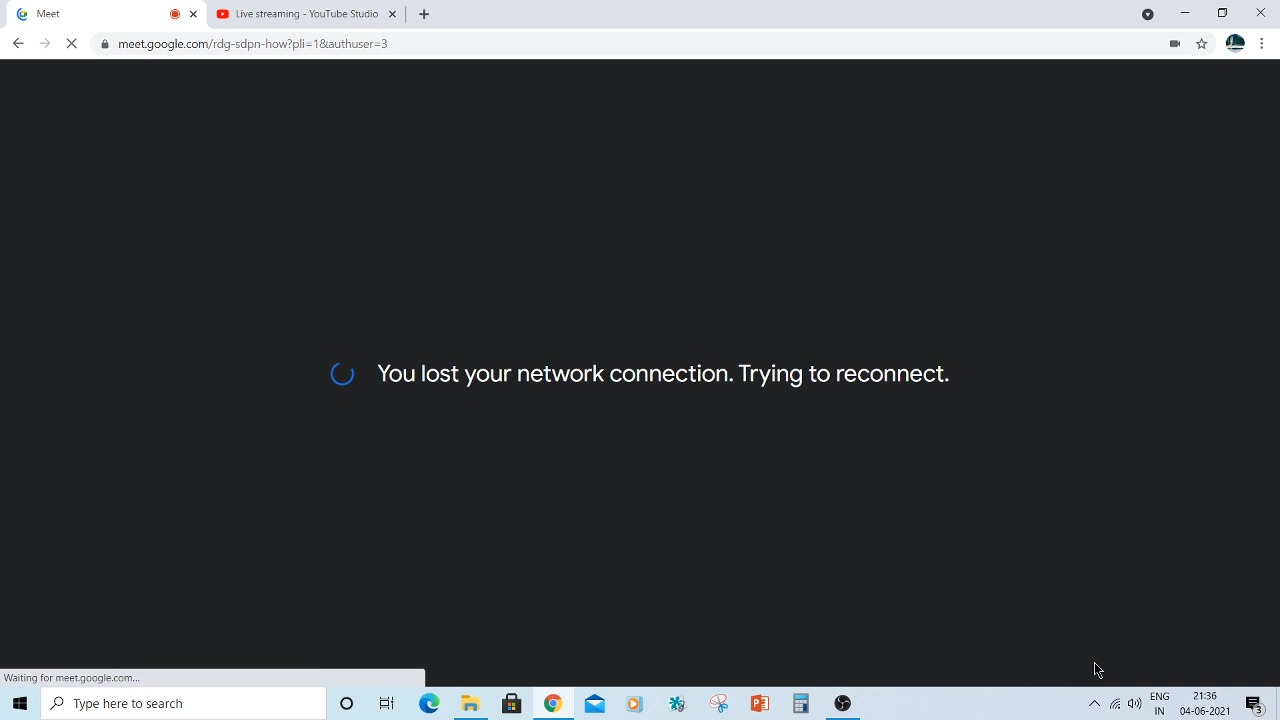 Meet
Live streaming - YouTube Studio
meet.google.com/rdg-sdpn-how?pli=1&authuser=3
You lost your network connection. Trying to reconnect.
Waiting for meet.google.com...
Type here to search
ENG
IN
21:36
04-06-2021
3